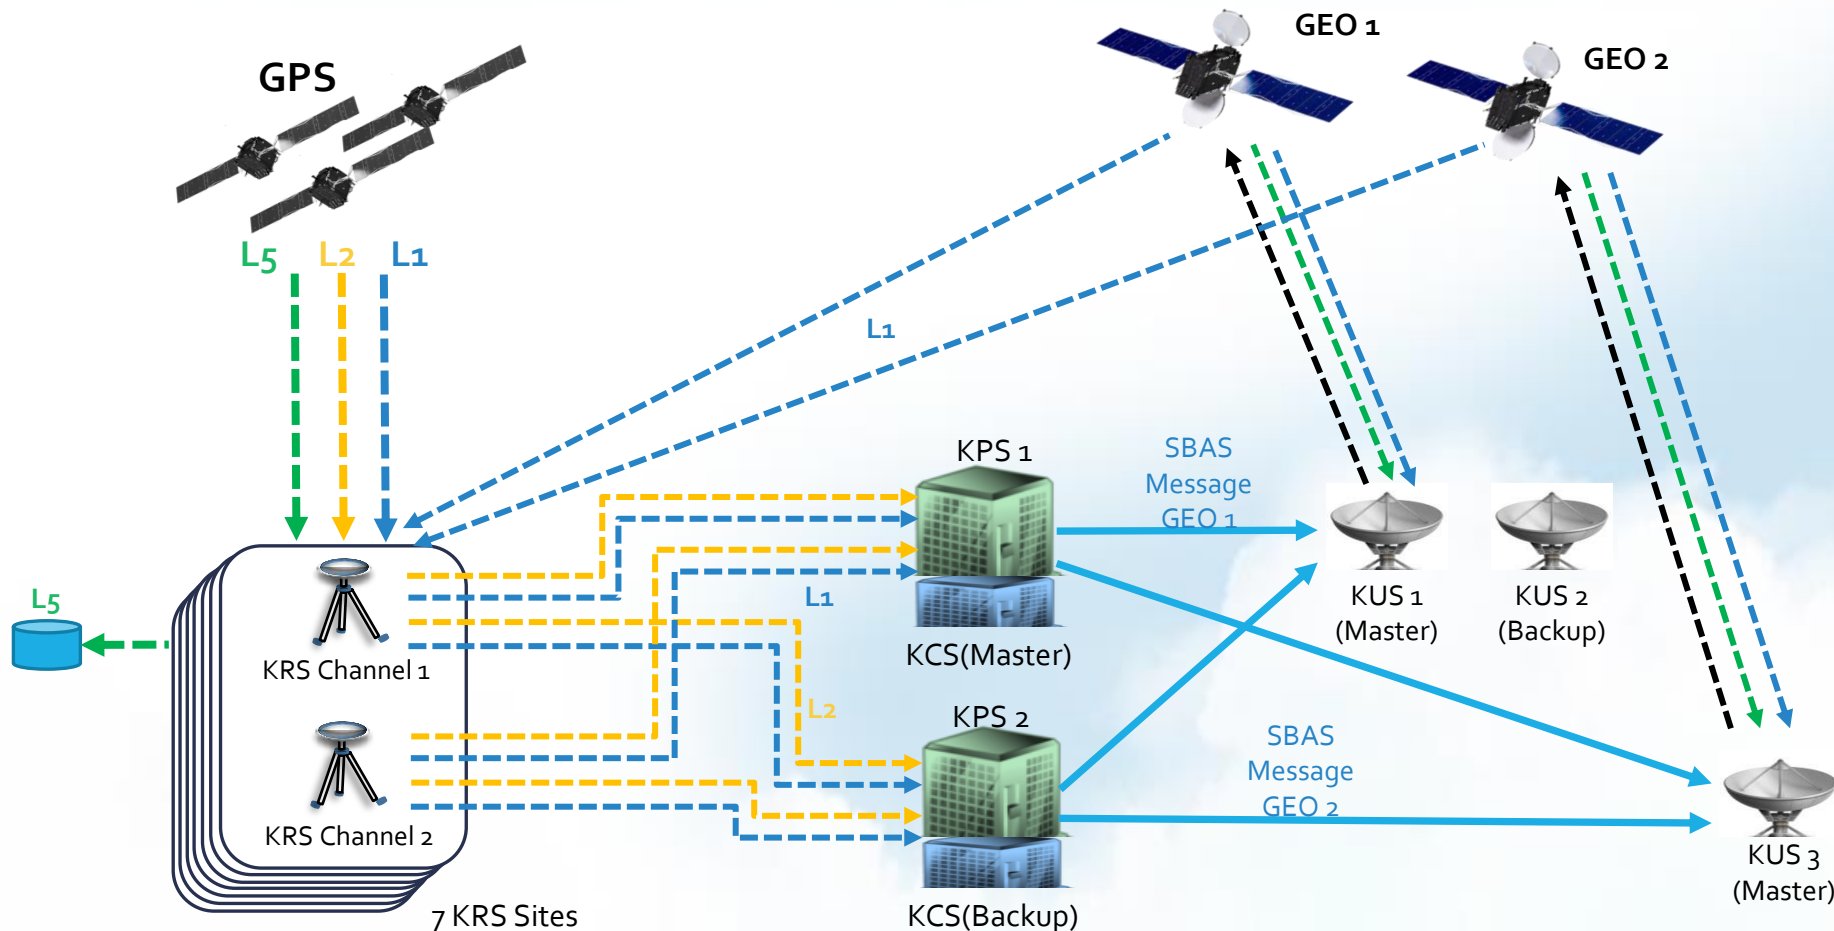 GEO 1
GEO 2
GPS
L5
L2
L1
L1
KPS 1
SBAS
Message
GEO 1
L5
L1
KUS 1
(Master)
KUS 2
(Backup)
KRS Channel 1
KCS(Master)
L2
KPS 2
SBAS
Message
GEO 2
KRS Channel 2
KUS 3
(Master)
7 KRS Sites
KCS(Backup)